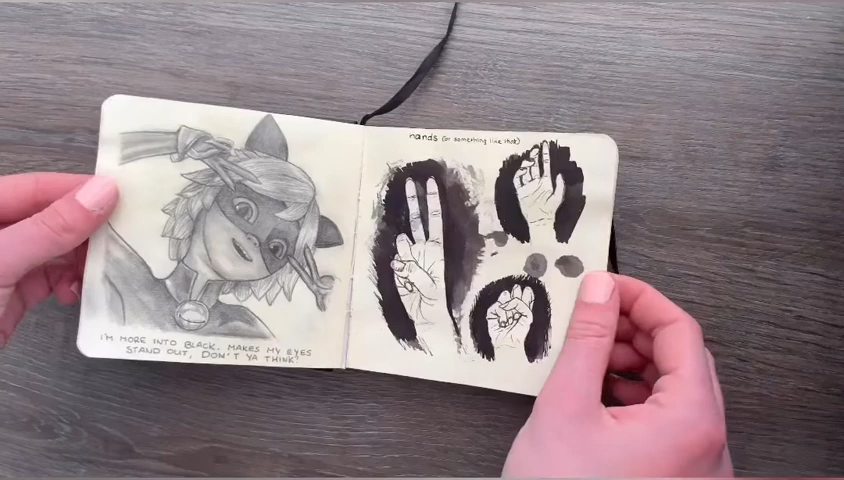 I'M MORE INTO BLACK. MAKES MY EYES
STAND OUT, DON'T YA THINK?
hands (or something like that)